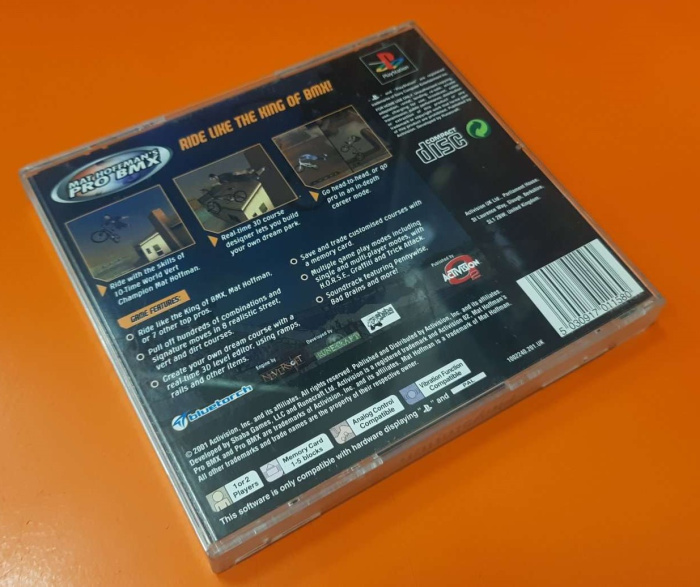 PlayStation
RIDE LIKE THE KING OF BMX!
MAT HOFFMAN'S
PRO BMX
Ride with the skills of
10-Time World Vert
Champion Mat Hoffman.
Real-time 3D course
designer lets you build
your own dream park.
Go head-to-head, or go
pro in an in-depth
career mode.
GAME FEATURES:
Ride like the King of BMX, Mat Hoffman,
or 7 other top pros.
Pull off hundreds of combinations and
signature moves in 8 realistic street,
vert and dirt courses.
Create your own dream course with a
real-time 3D level editor, using ramps,
rails and other items.
Save and trade customised courses with
a memory card.
Multiple game play modes including
single and multi-player modes, with
H.O.R.S.E, Graffiti and Trick Attack.
Soundtrack featuring Pennywise,
Bad Brains and more!
COMPACT
disc
Activision UK Ltd., Parliament House,
St Laurence Way, Slough, Berkshire,
SL1 2BW, United Kingdom.
Promoted by
ACTIVISION
Engine by
NEVERSOFT
Developed by
RUNECRAFT
bluetorch
5 030917 011580
1002240.201.UK
© 2001 Activision, Inc. and its affiliates. All rights reserved. Published and Distributed by Activision, Inc. and its affiliates.
Developed by Shaba Games, LLC and Runecraft Ltd. Activision is a registered trademark and Activision O2, Mat Hoffman's
Pro BMX and Pro BMX are trademarks of Activision, Inc. and its affiliates. Mat Hoffman is a trademark of Mat Hoffman.
All other trademarks and trade names are the property of their respective owner.
1 or 2
Players
Memory Card
1-5 blocks
Analog Control
Compatible
Vibration Function
Compatible
This software is only compatible with hardware displaying " " and
PAL